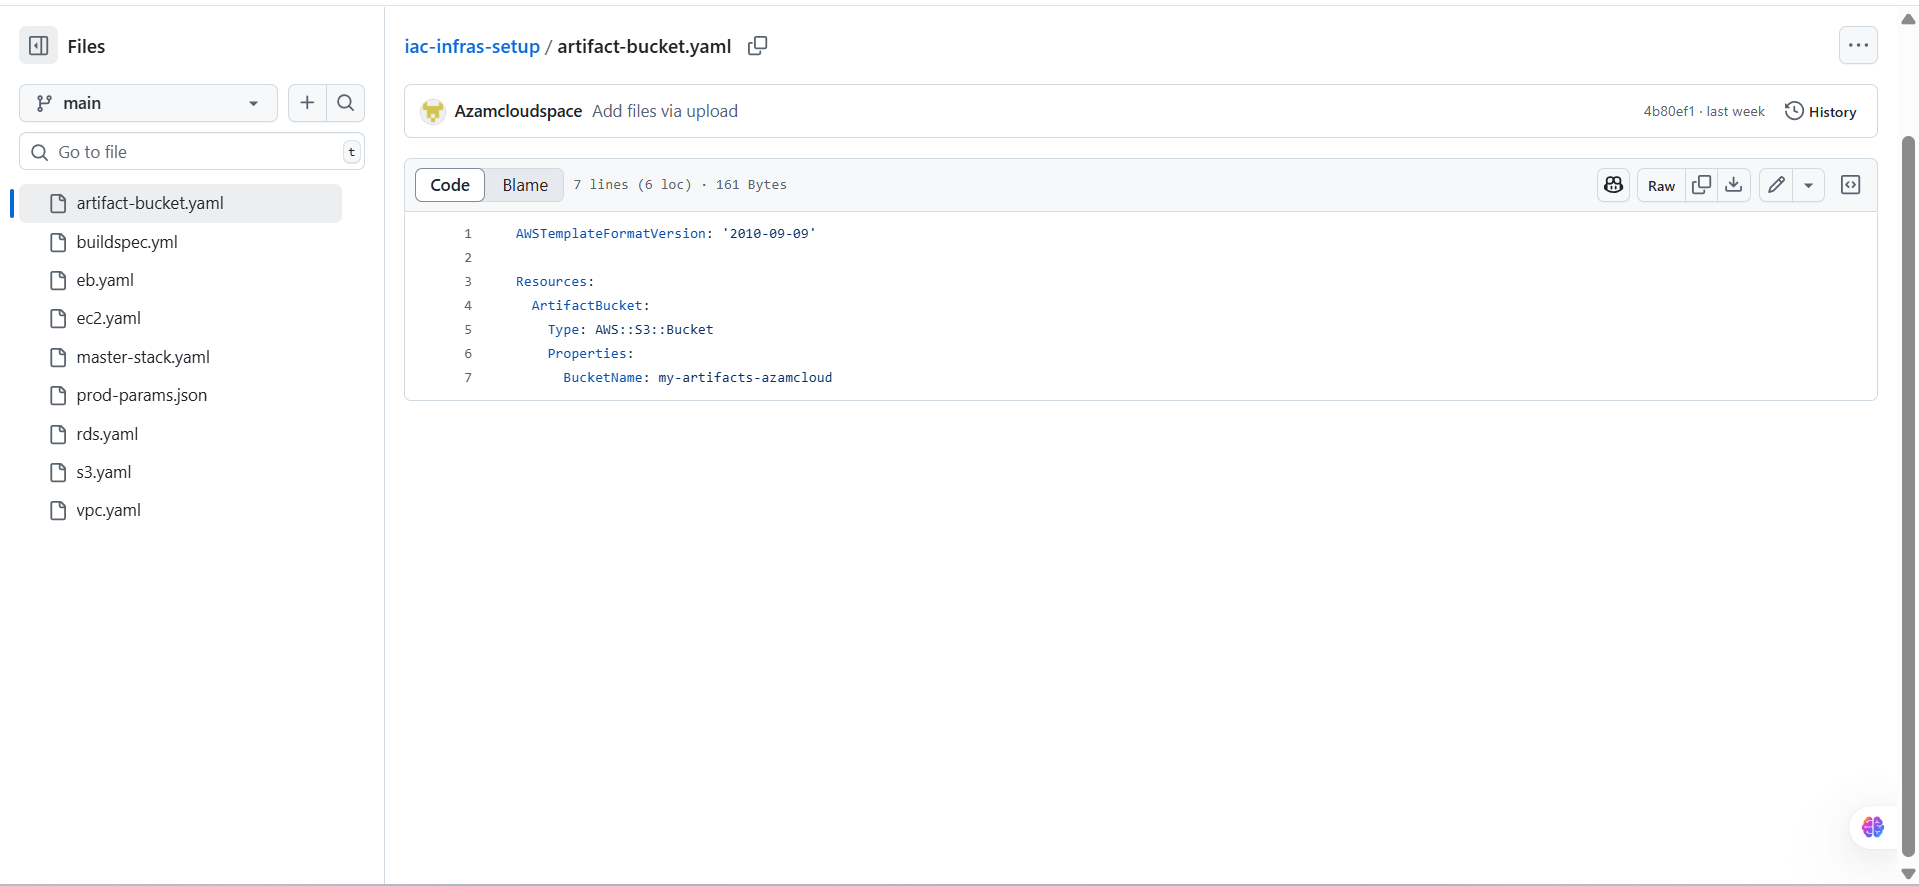 Files
main
Go to file
t
artifact-bucket.yaml
buildspec.yml
eb.yaml
ec2.yaml
master-stack.yaml
prod-params.json
rds.yaml
s3.yaml
vpc.yaml
iac-infras-setup / artifact-bucket.yaml
Azamcloudspace Add files via upload
4b80ef1 · last week
History
Code
Blame
7 lines (6 loc) · 161 Bytes
Raw
1 AWSTemplateFormatVersion: '2010-09-09'
2
3 Resources:
4 ArtifactBucket:
5 Type: AWS::S3::Bucket
6 Properties:
7 BucketName: my-artifacts-azamcloud